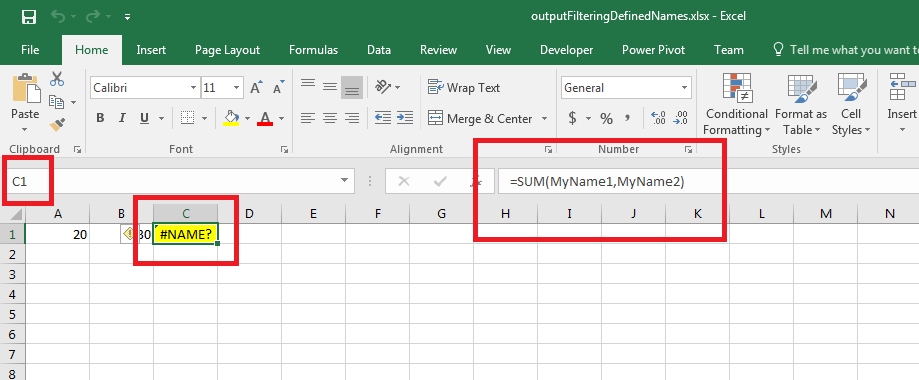 outputFilteringDefinedNames.xlsx - Excel
File Home Insert Page Layout Formulas Data Review View Developer Power Pivot Team Tell me what you want to
Paste
Calibri 11 A A
B I U A
Wrap Text
Merge & Center
General
$ % , .0 .00 .00 .0
Conditional Formatting
Format as Table
Cell Styles
Insert
Clipboard Font Alignment Number Styles
C1 fx =SUM(MyName1,MyName2)
A B C D E F G H I J K L M N
1 20 30 #NAME?
2
3
4
5
6
7
8